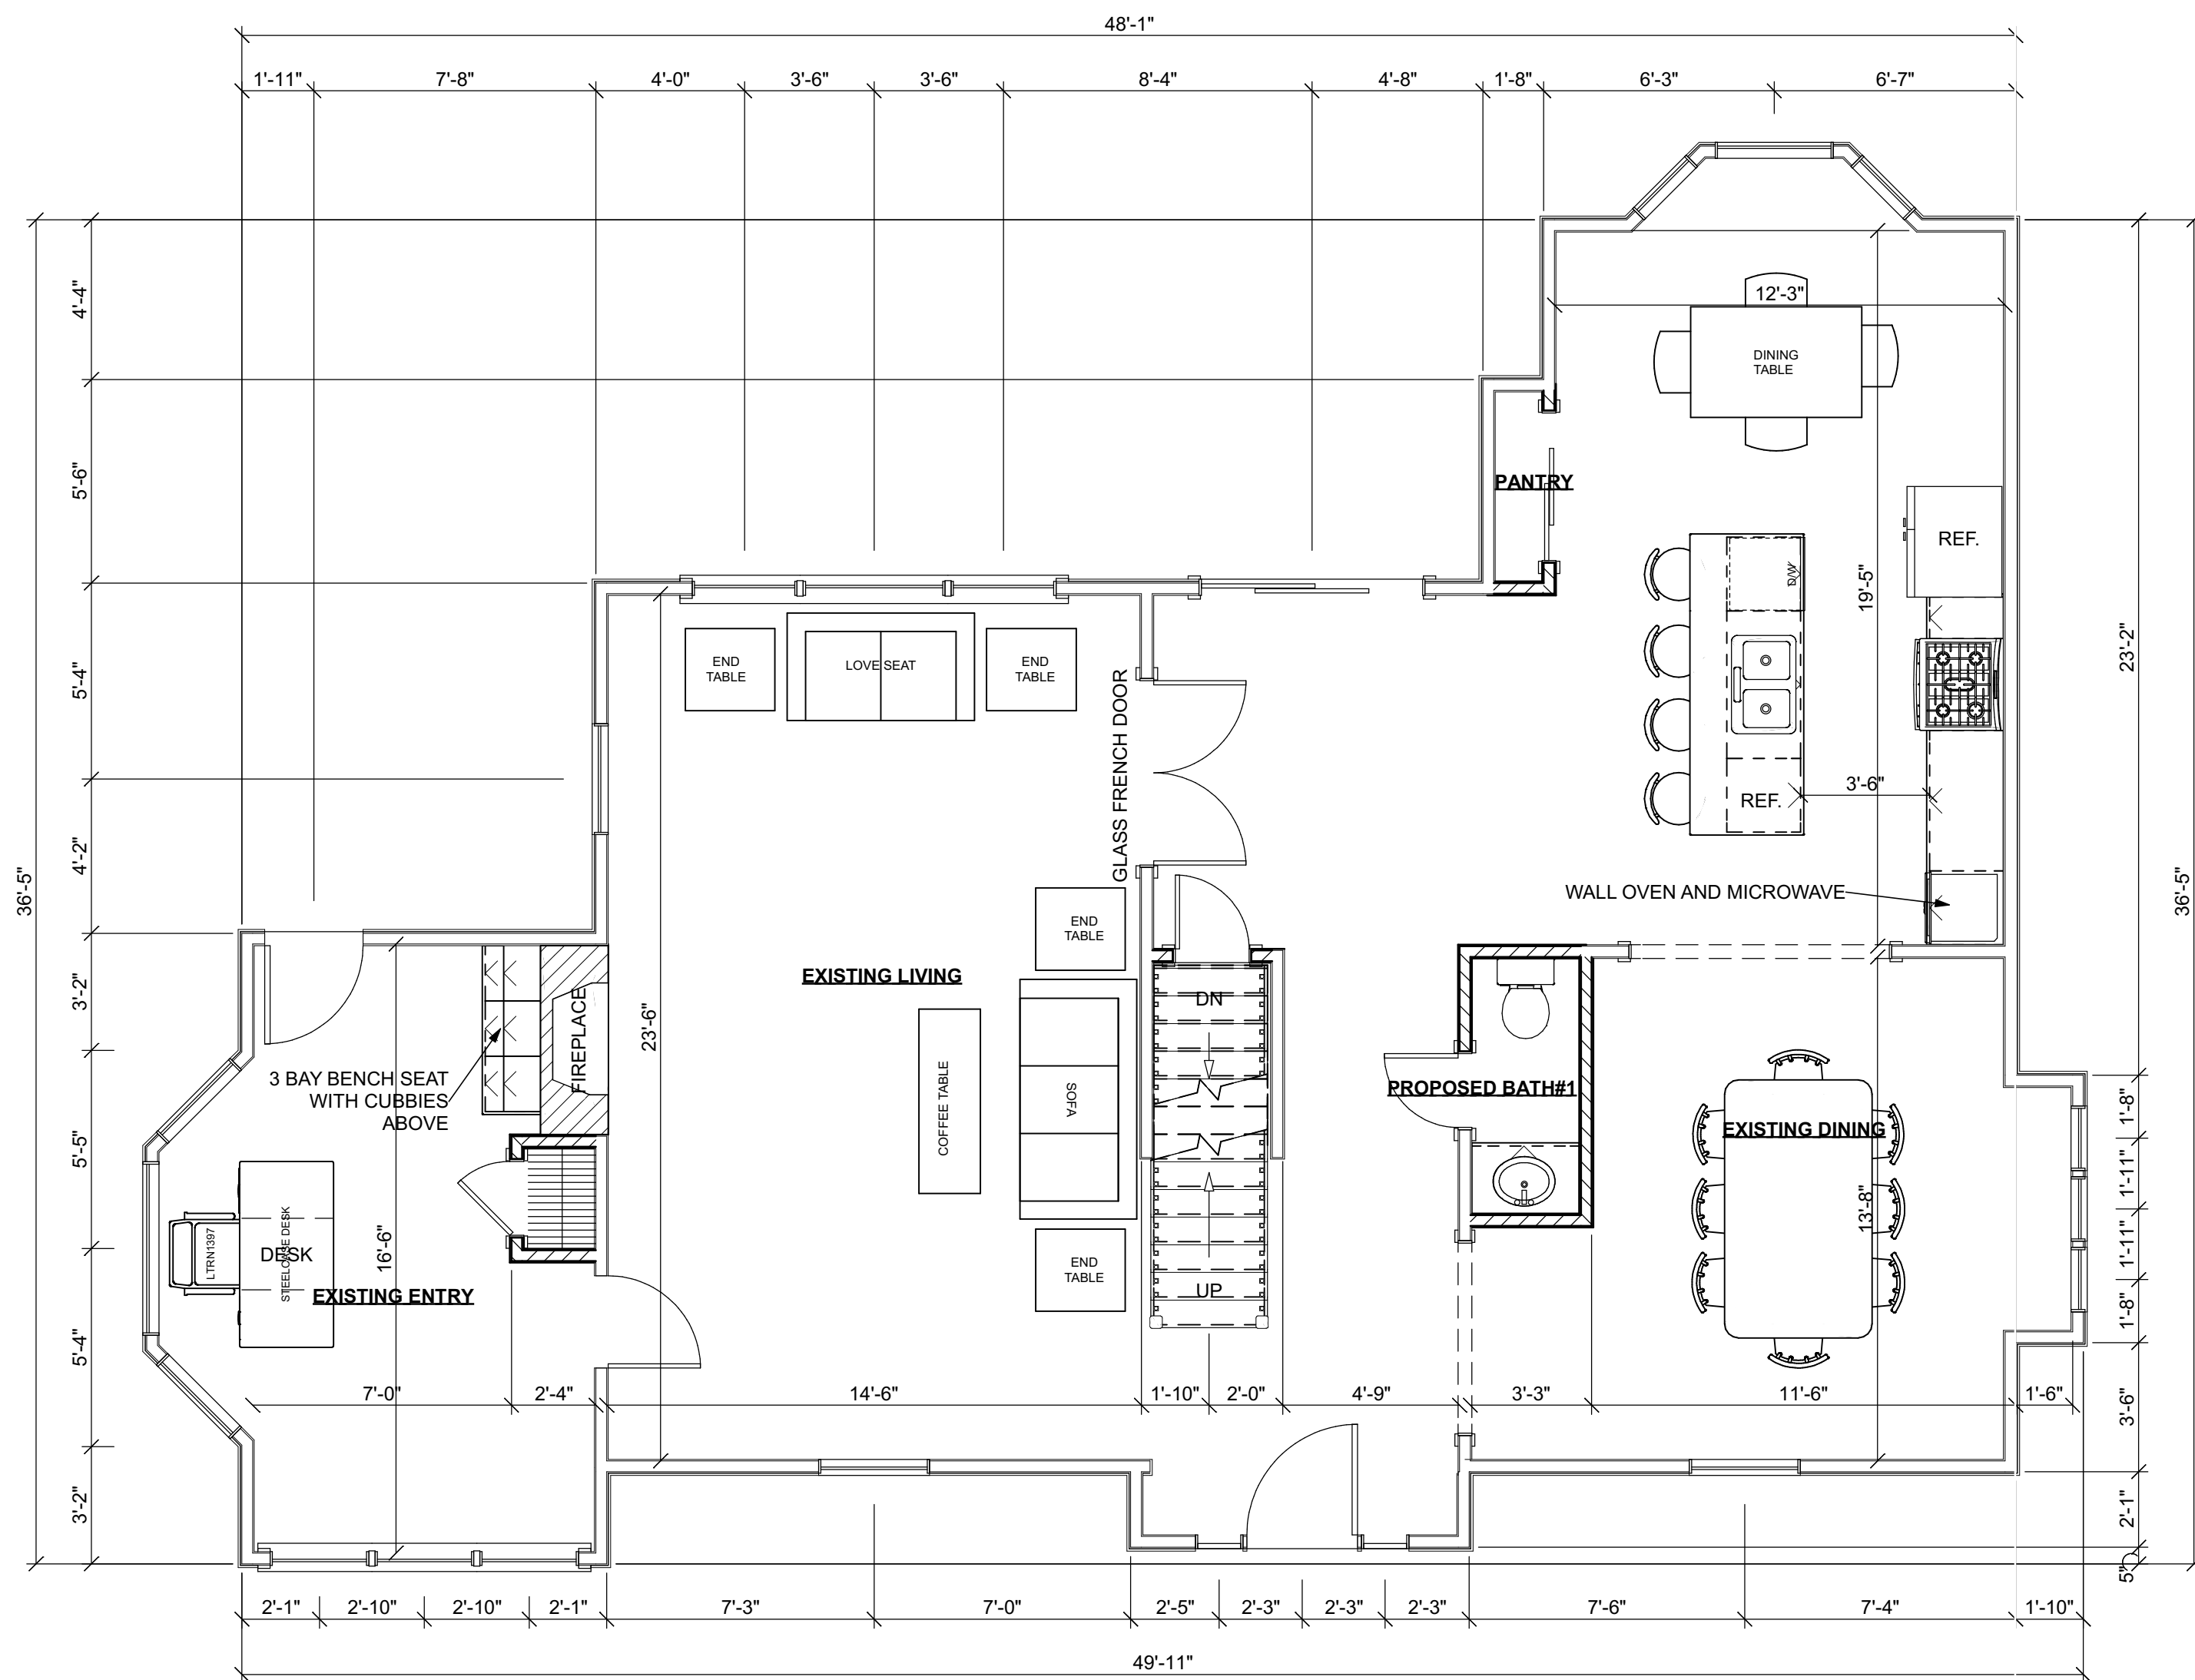 48'-1"
1'-11"
7'-8"
4'-0"
3'-6"
3'-6"
8'-4"
4'-8"
1'-8"
6'-3"
6'-7"
4'-4"
5'-6"
5'-4"
4'-2"
3'-2"
5'-5"
5'-4"
3'-2"
36'-5"
12'-3"
DINING
TABLE
PANTRY
REF.
D/W
19'-5"
23'-2"
END
TABLE
LOVE SEAT
END
TABLE
GLASS FRENCH DOOR
3'-6"
REF.
WALL OVEN AND MICROWAVE
36'-5"
END
TABLE
EXISTING LIVING
DN
FIREPLACE
23'-6"
3 BAY BENCH SEAT
WITH CUBBIES
ABOVE
COFFEE TABLE
SOFA
PROPOSED BATH#1
EXISTING DINING
1'-8"
1'-11"
1'-11"
1'-8"
13'-8"
LTRN1397
DESK
STEELCASE DESK
16'-6"
EXISTING ENTRY
END
TABLE
UP
7'-0"
2'-4"
14'-6"
1'-10"
2'-0"
4'-9"
3'-3"
11'-6"
1'-6"
3'-6"
2'-1"
5"
2'-1"
2'-10"
2'-10"
2'-1"
7'-3"
7'-0"
2'-5"
2'-3"
2'-3"
2'-3"
7'-6"
7'-4"
1'-10"
49'-11"